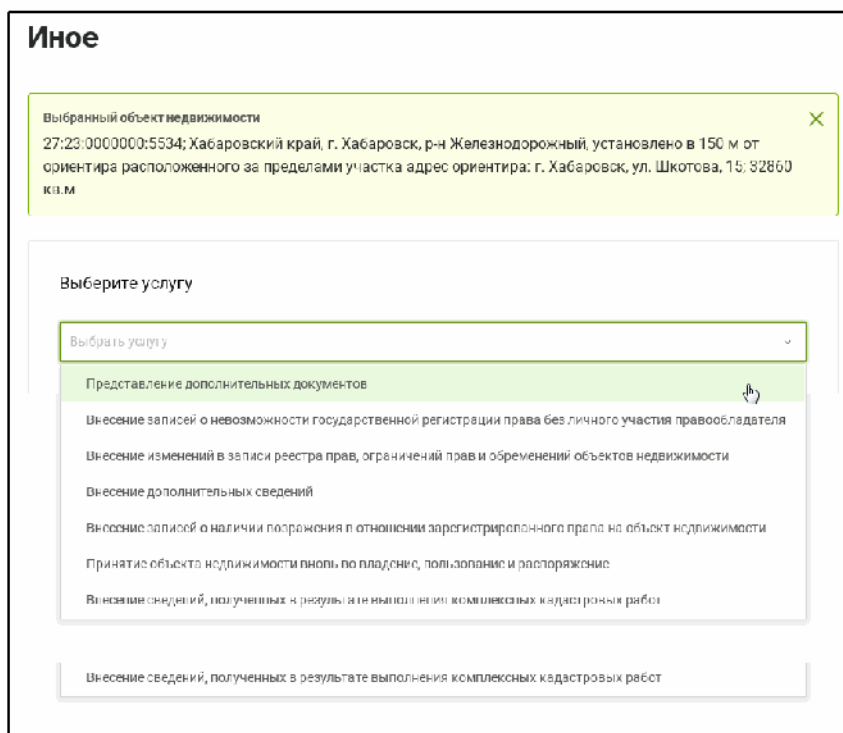 Иное
Выбранный объект недвижимости
27:23:0000000:5534; Хабаровский край, г. Хабаровск, р-н Железнодорожный, установлено в 150 м от
ориентира расположенного за пределами участка адрес ориентира: г. Хабаровск, ул. Шкотова, 15; 32860
кв.м
Выберите услугу
Выбрать услугу
Представление дополнительных документов
Внесение записей о невозможности государственной регистрации права без личного участия правообладателя
Внесение изменений в записи реестра прав, ограничений прав и обременений объектов недвижимости
Внесение дополнительных сведений
Внесение записей о наличии возражения в отношении зарегистрированного права на объект недвижимости
Принятие объекта недвижимости вновь во владение, пользование и распоряжение
Внесение сведений, полученных в результате выполнения комплексных кадастровых работ
Внесение сведений, полученных в результате выполнения комплексных кадастровых работ